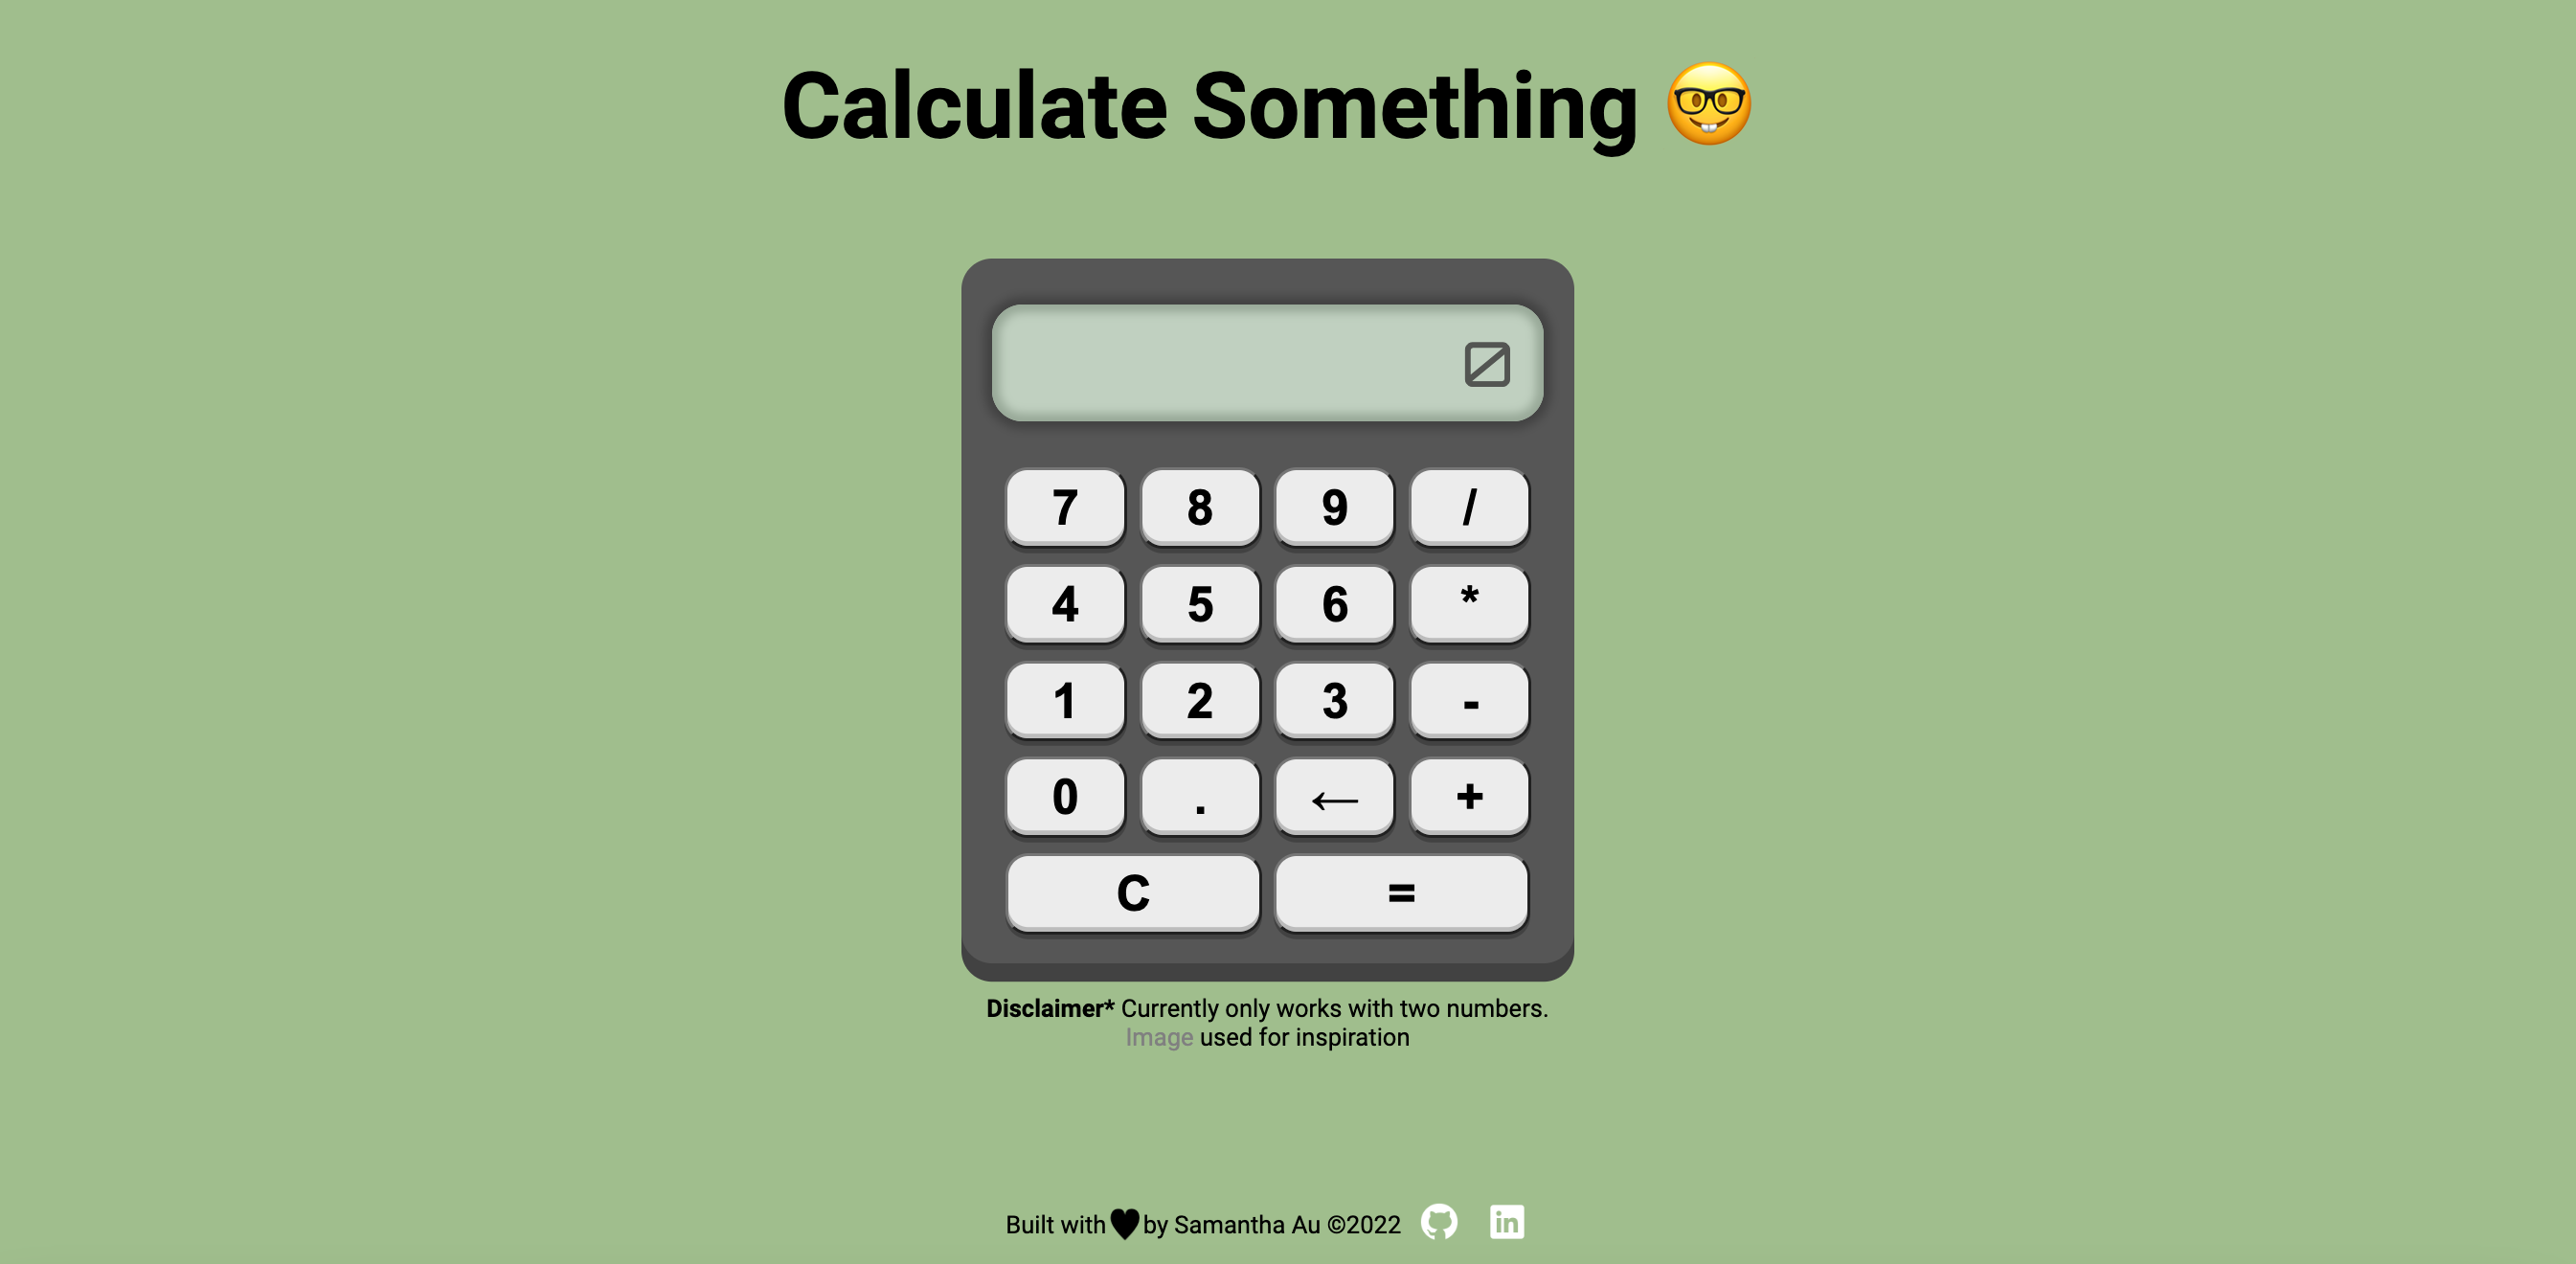 Calculate Something 🤓
7 8 9 /
4 5 6 *
1 2 3 -
0 . ← +
C =
Disclaimer* Currently only works with two numbers.
Image used for inspiration
Built with 🖤 by Samantha Au ©2022 in